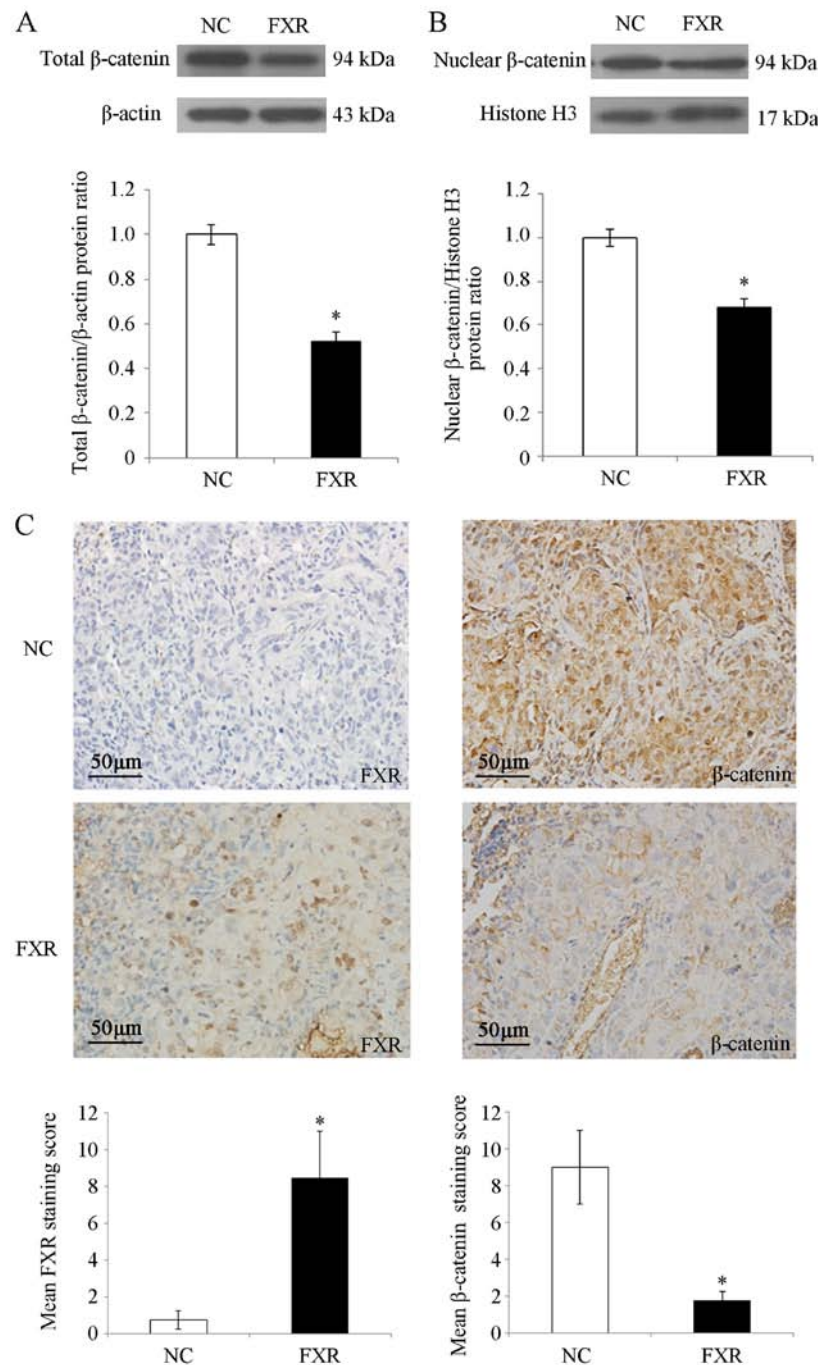 A
NC FXR
Total β-catenin 94 kDa
β-actin 43 kDa
Total β-catenin/β-actin protein ratio
1.2
1.0
0.8
0.6
0.4
0.2
0
*
NC FXR
B
NC FXR
Nuclear β-catenin 94 kDa
Histone H3 17 kDa
Nuclear β-catenin/Histone H3
protein ratio
1.2
1.0
0.8
0.6
0.4
0.2
0
*
NC FXR
C
NC
50μm
FXR
50μm
β-catenin
FXR
50μm
FXR
50μm
β-catenin
Mean FXR staining score
12
10
8
6
4
2
0
*
NC FXR
Mean β-catenin staining score
12
10
8
6
4
2
0
*
NC FXR